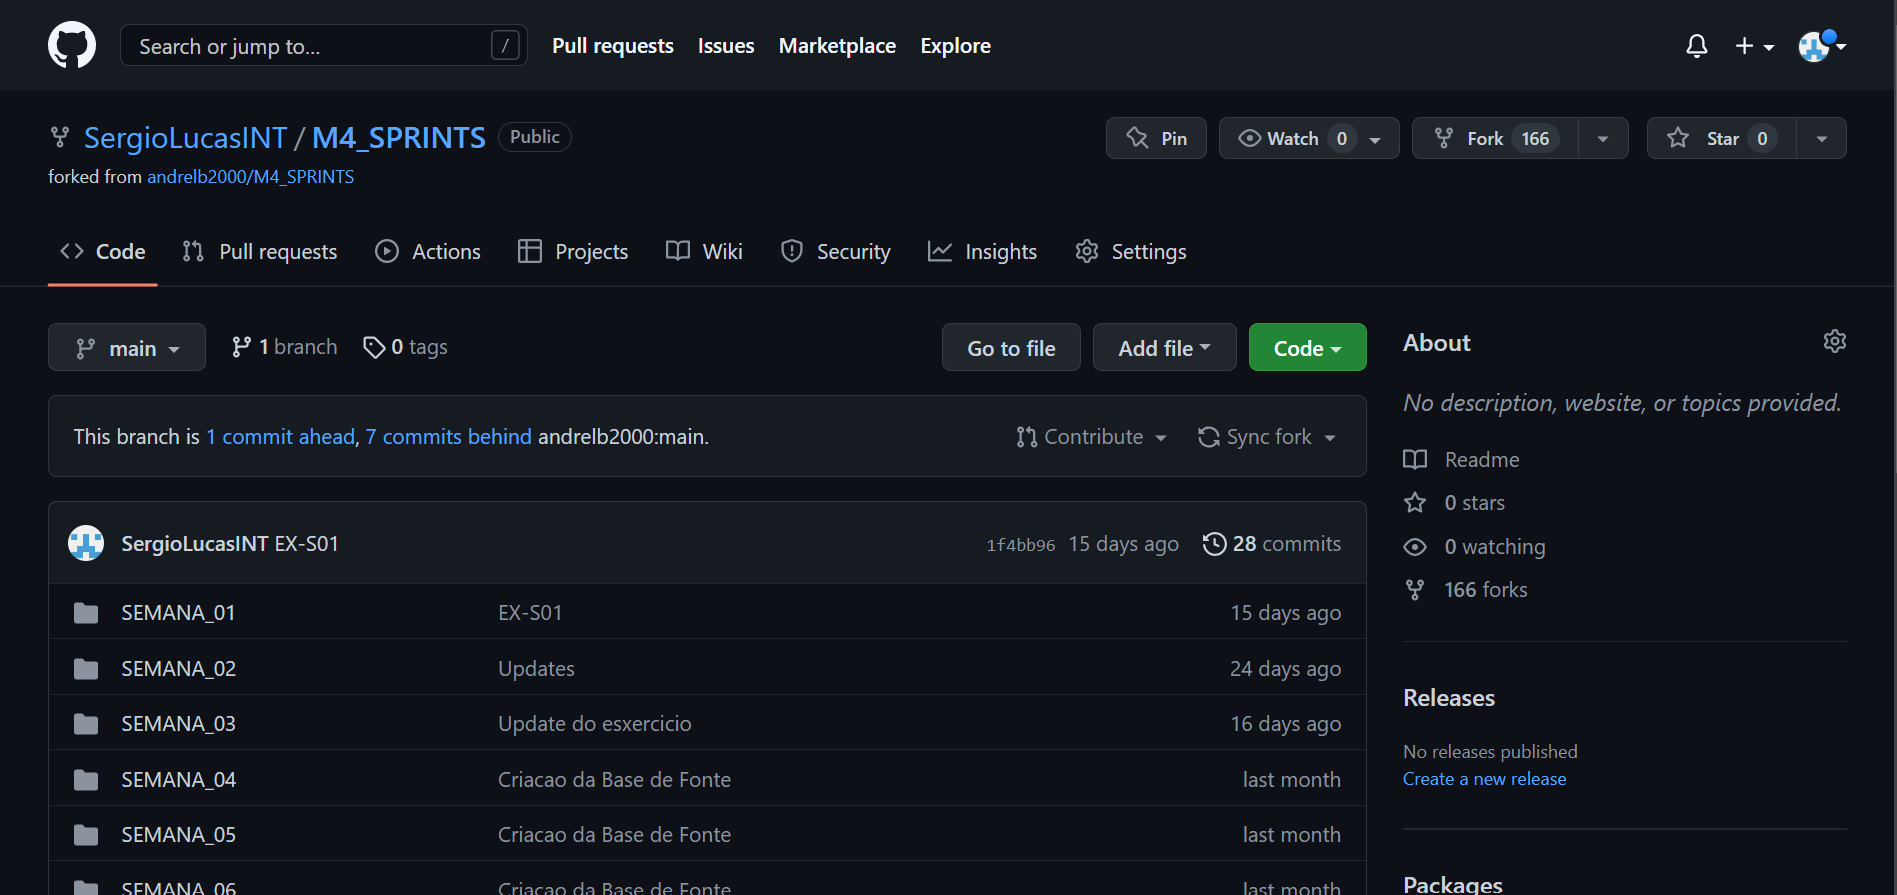 Search or jump to... / Pull requests Issues Marketplace Explore
SergioLucasINT / M4_SPRINTS Public Pin Watch 0 Fork 166 Star 0
forked from andrelb2000/M4_SPRINTS
Code Pull requests Actions Projects Wiki Security Insights Settings
main 1 branch 0 tags Go to file Add file Code
This branch is 1 commit ahead, 7 commits behind andrelb2000:main. Contribute Sync fork
SergioLucasINT EX-S01 1f4bb96 15 days ago 28 commits
SEMANA_01 EX-S01 15 days ago
SEMANA_02 Updates 24 days ago
SEMANA_03 Update do esxercicio 16 days ago
SEMANA_04 Criacao da Base de Fonte last month
SEMANA_05 Criacao da Base de Fonte last month
SEMANA_06 Criacao da Base de Fonte last month
About
No description, website, or topics provided.
Readme
0 stars
0 watching
166 forks
Releases
No releases published
Create a new release
Packages